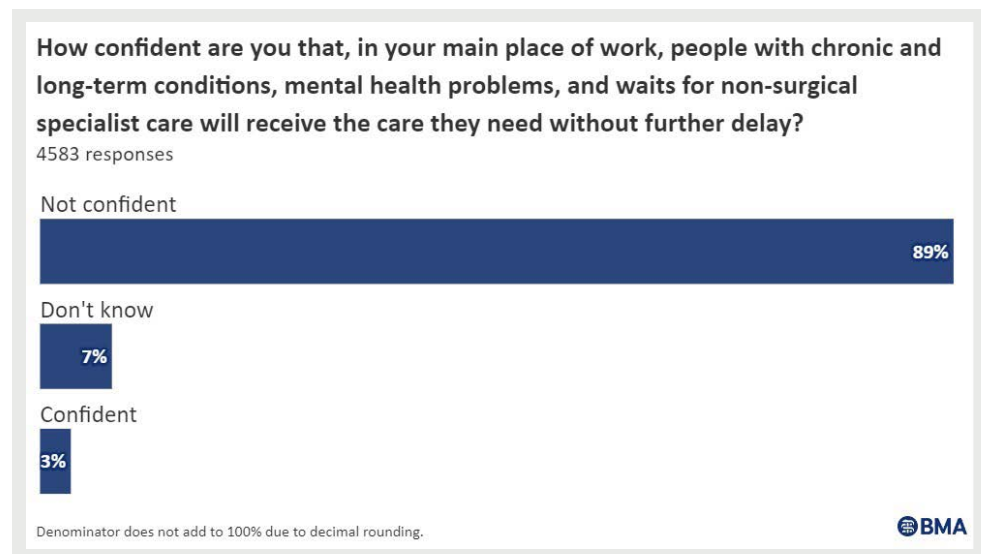 How confident are you that, in your main place of work, people with chronic and
long-term conditions, mental health problems, and waits for non-surgical
specialist care will receive the care they need without further delay?
4583 responses
Not confident
89%
Don't know
7%
Confident
3%
Denominator does not add to 100% due to decimal rounding.
BMA